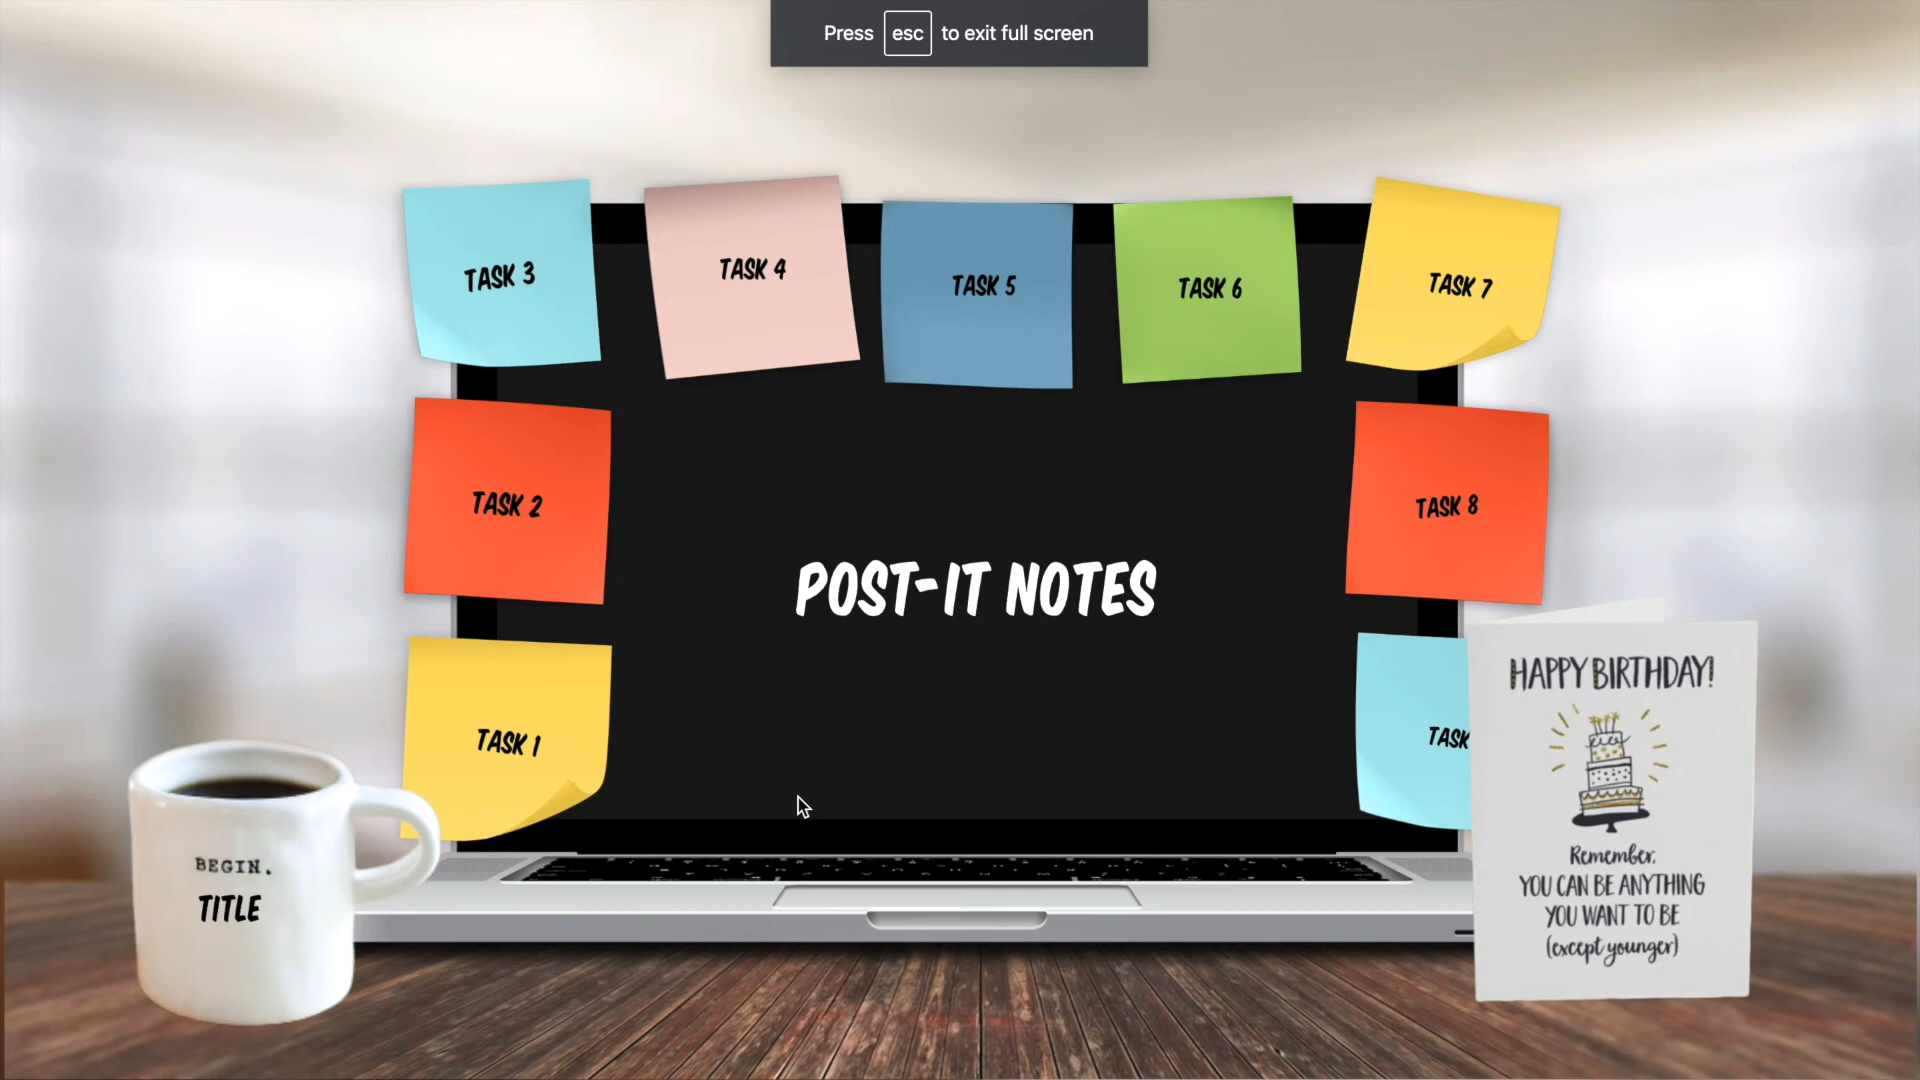 Press esc to exit full screen
TASK 3
TASK 4
TASK 5
TASK 6
TASK 7
TASK 2
TASK 8
POST-IT NOTES
TASK 1
TASK
HAPPY BIRTHDAY!
Remember,
YOU CAN BE ANYTHING
YOU WANT TO BE
(except younger)
BEGIN.
TITLE